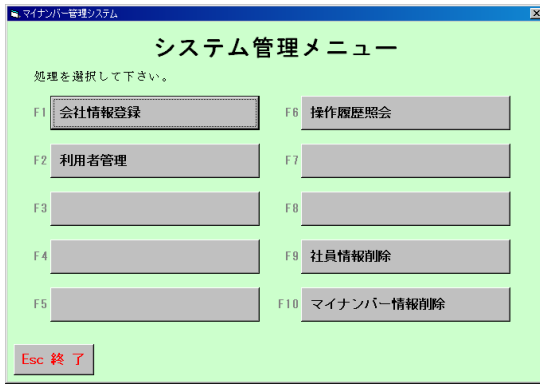 マイナンバー管理システム
システム管理メニュー
処理を選択して下さい。
F1 会社情報登録
F2 利用者管理
F3
F4
F5
F6 操作履歴照会
F7
F8
F9 社員情報削除
F10 マイナンバー情報削除
Esc 終 了